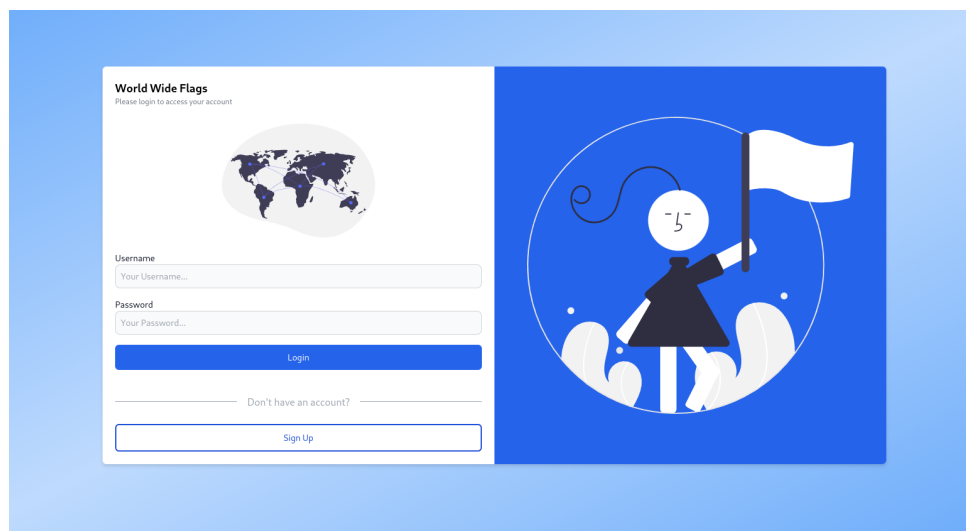 World Wide Flags
Please login to access your account
Username
Your Username...
Password
Your Password...
Login
Don't have an account?
Sign Up